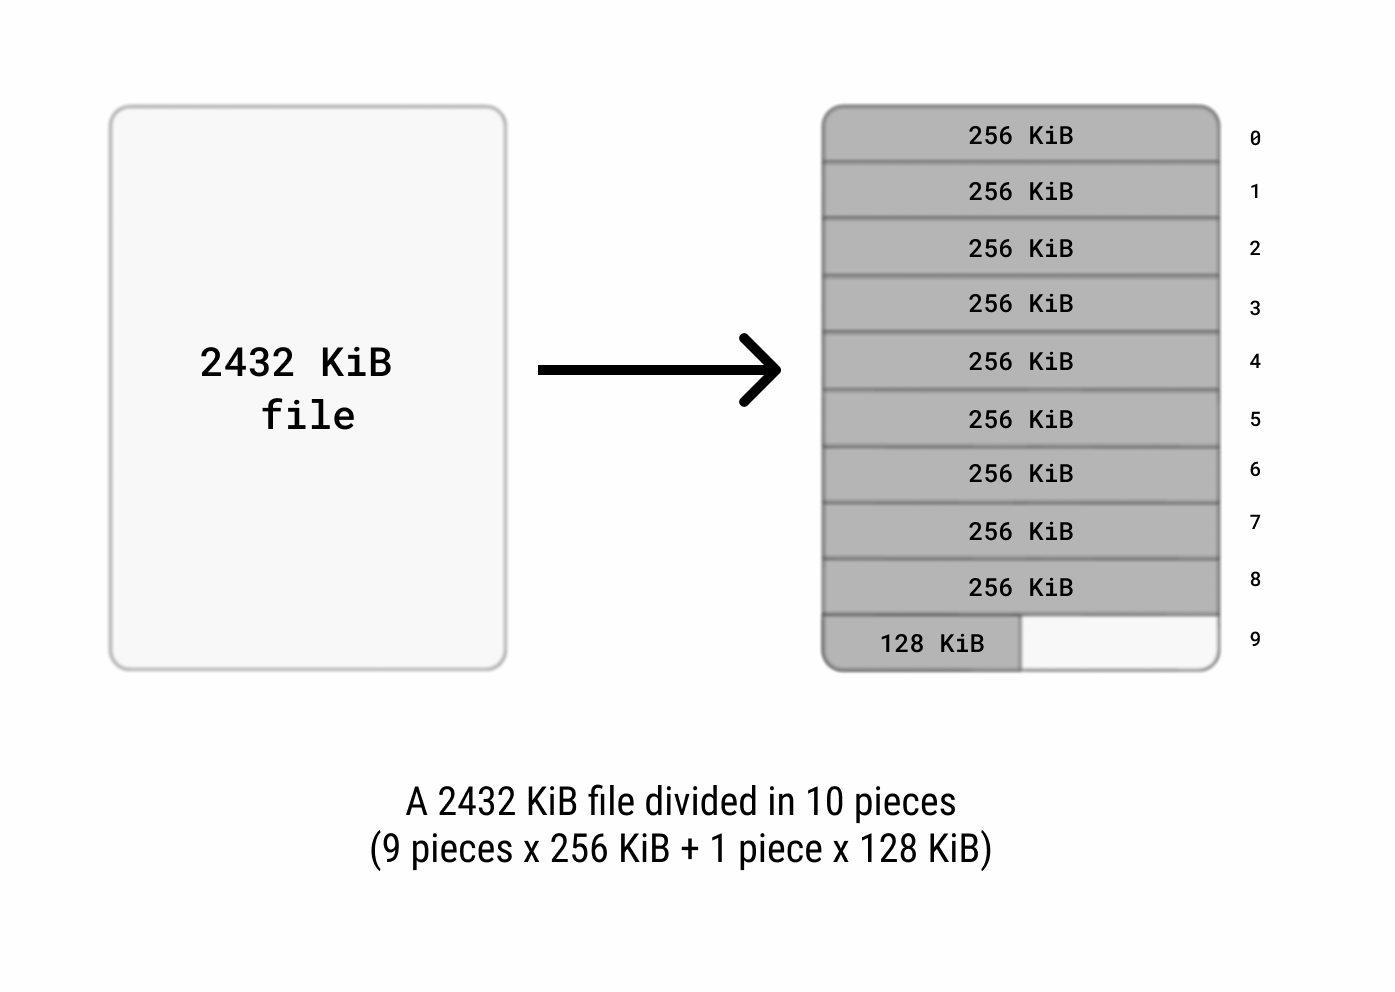 2432 KiB
file
256 KiB 0
256 KiB 1
256 KiB 2
256 KiB 3
256 KiB 4
256 KiB 5
256 KiB 6
256 KiB 7
256 KiB 8
128 KiB 9
A 2432 KiB file divided in 10 pieces
(9 pieces x 256 KiB + 1 piece x 128 KiB)